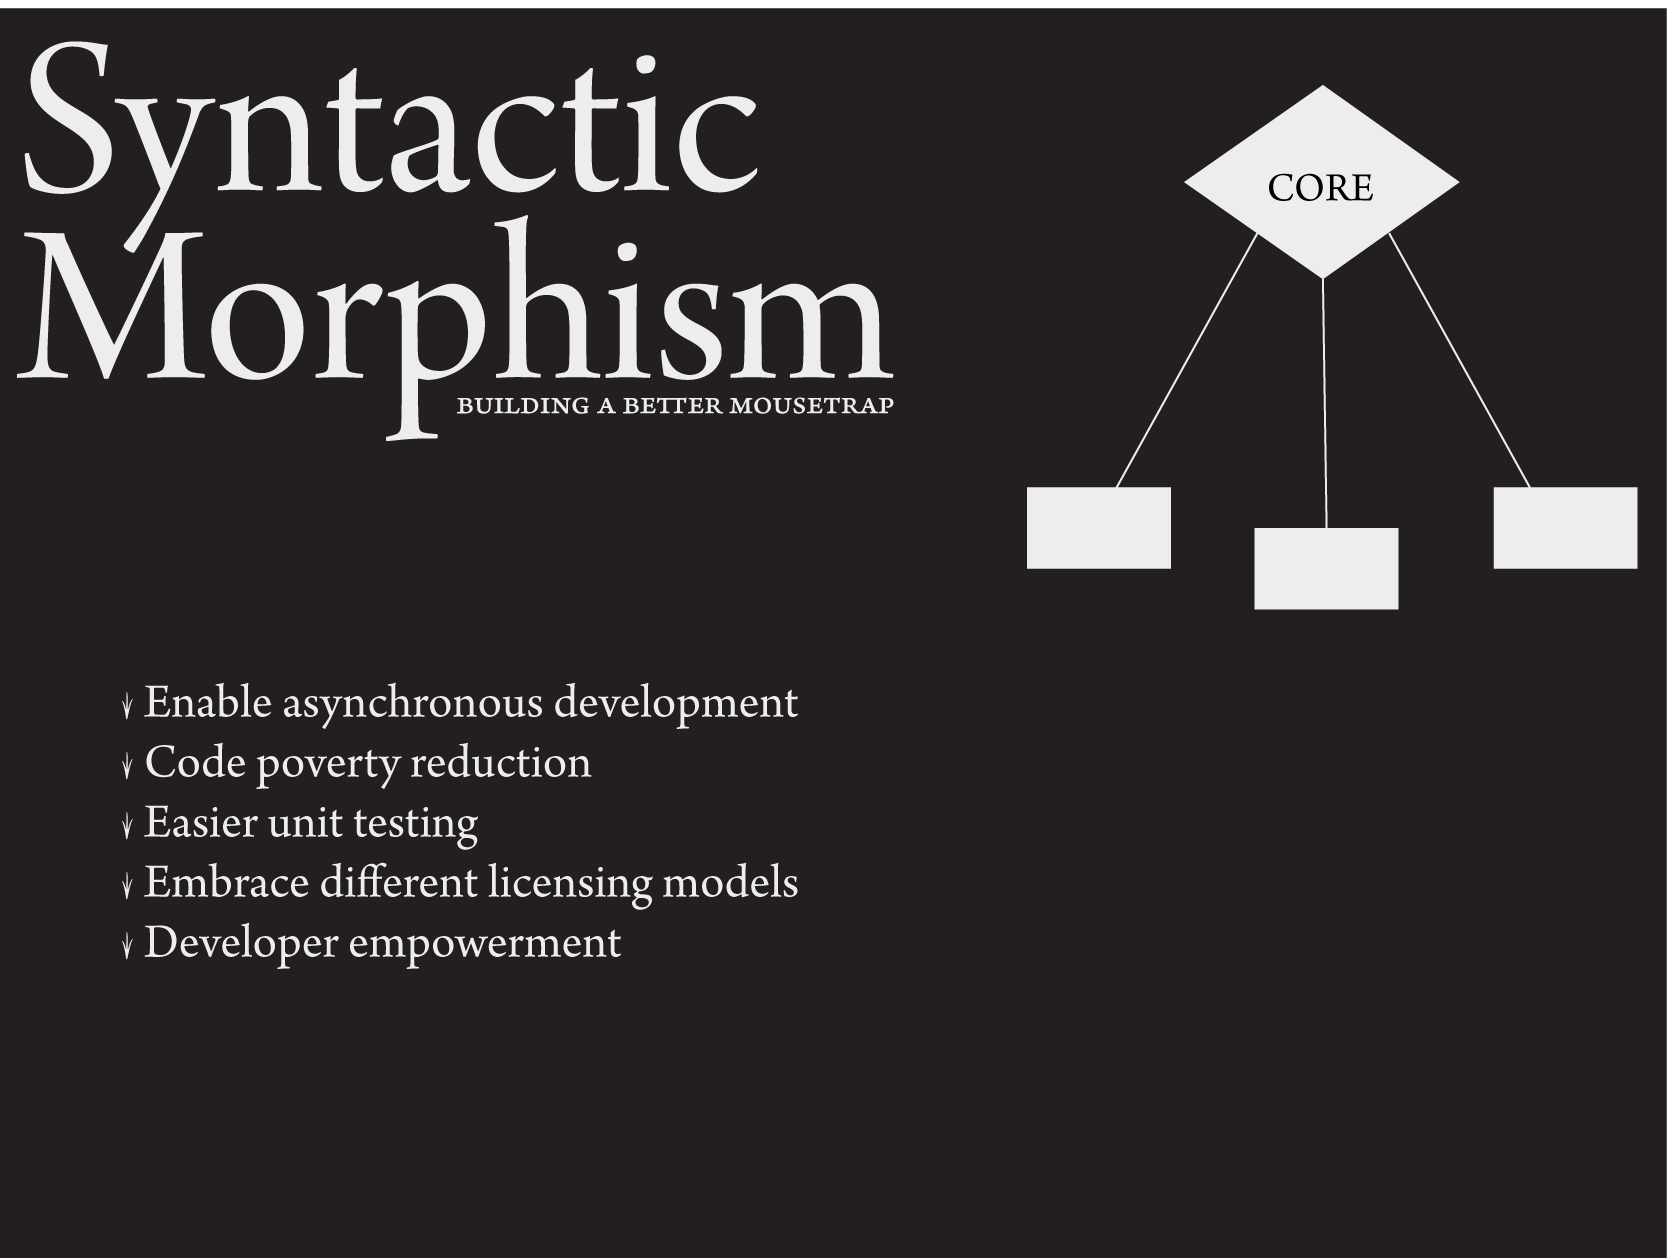 Syntactic
Morphism
BUILDING A BETTER MOUSETRAP
CORE
Enable asynchronous development
Code poverty reduction
Easier unit testing
Embrace different licensing models
Developer empowerment